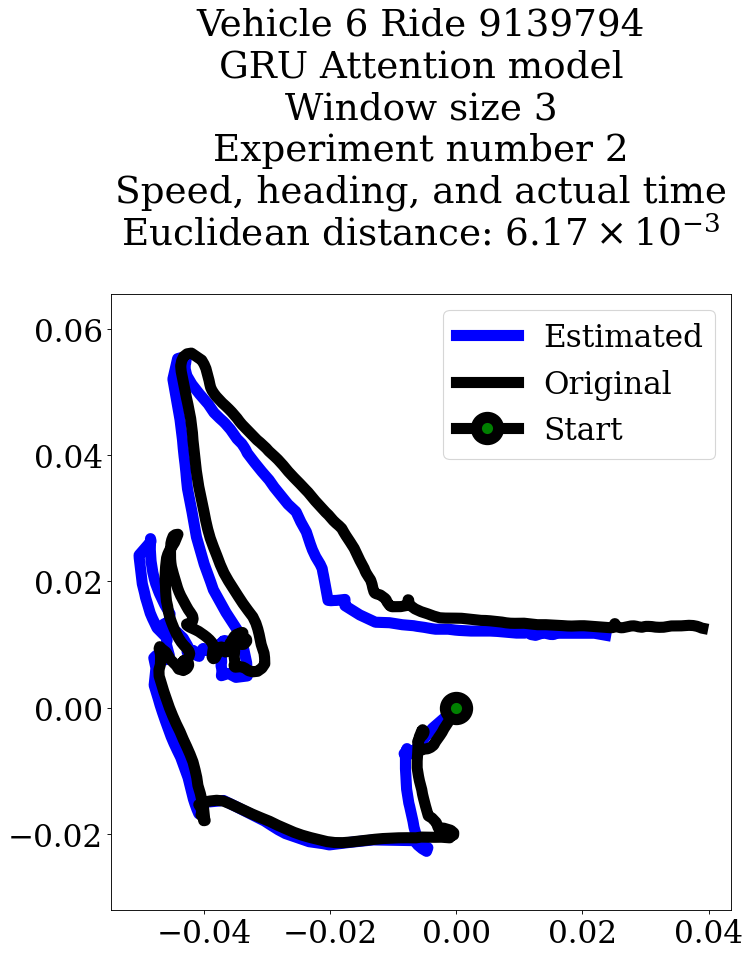 Vehicle 6 Ride 9139794
GRU Attention model
Window size 3
Experiment number 2
Speed, heading, and actual time
Euclidean distance: 6.17 × 10⁻³
0.06
0.04
0.02
0.00
−0.02
Estimated
Original
Start
−0.04
−0.02
0.00
0.02
0.04